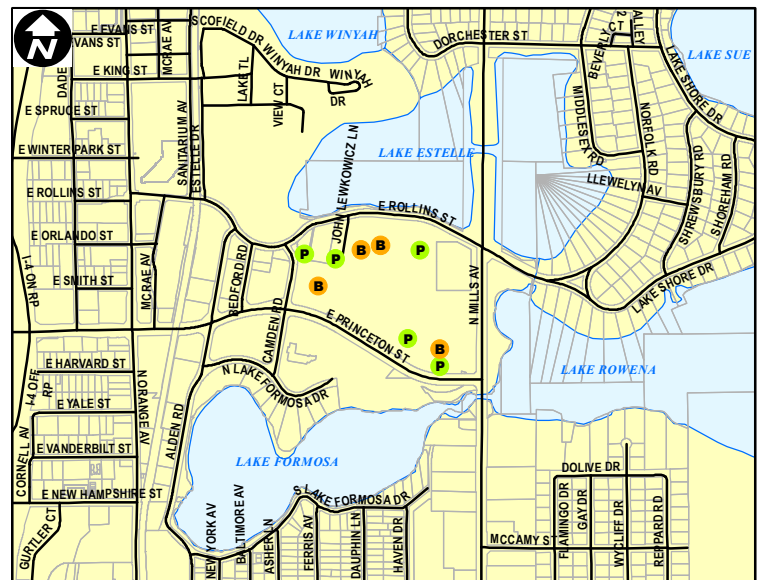 N
E EVANS ST
EVANS ST
MCRAE AV
SCOFIELD DR
WINYAH DR
WINYAH
DR
LAKE WINYAH
DORCHESTER ST
BEVERLY
CT
2
ALLEY
LAKE SUE
LAKE SHORE DR
DADE
E KING ST
LAKE TL
VIEW CT
E SPRUCE ST
SANITARIUM AV
ESTELLE DR
MIDDLESEX RD
NORFOLK RD
E WINTER PARK ST
JOHN LEWKOWICZ LN
LAKE ESTELLE
LLEWELYN AV
SHREWSBURY RD
SHOREHAM RD
E ROLLINS ST
E ROLLINS ST
E ORLANDO ST
I-4 ON RP
MCRAE AV
BEDFORD RD
P
P
B
B
P
E SMITH ST
B
N MILLS AV
LAKE SHORE DR
CAMDEN RD
E PRINCETON ST
P
B
P
E HARVARD ST
N LAKE FORMOSA DR
LAKE ROWENA
I-4 OFF
RP
E YALE ST
N ORANGE AV
ALDEN RD
CORNELL AV
E VANDERBILT ST
LAKE FORMOSA
DOLIVE DR
E NEW HAMPSHIRE ST
S LAKE FORMOSA DR
GURTLER CT
NEW YORK AV
BALTIMORE AV
ASHER LN
FERRIS AV
DAUPHIN LN
HAVEN DR
MCCAMY ST
FLAMINGO DR
GAY DR
WYCLIFF DR
REPPARD RD